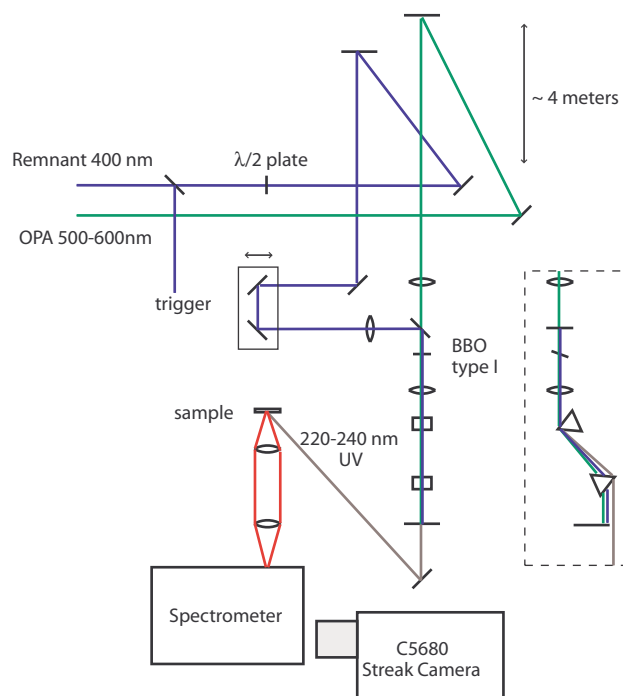 ~ 4 meters
Remnant 400 nm
λ/2 plate
OPA 500-600nm
trigger
BBO
type I
sample
220-240 nm
UV
Spectrometer
C5680
Streak Camera